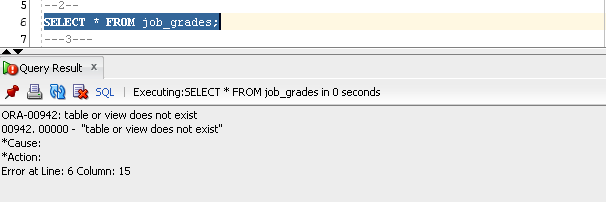 5 --2--
6 SELECT * FROM job_grades;
7 ---3---
Query Result x
SQL | Executing:SELECT * FROM job_grades in 0 seconds
ORA-00942: table or view does not exist
00942. 00000 - "table or view does not exist"
*Cause:
*Action:
Error at Line: 6 Column: 15